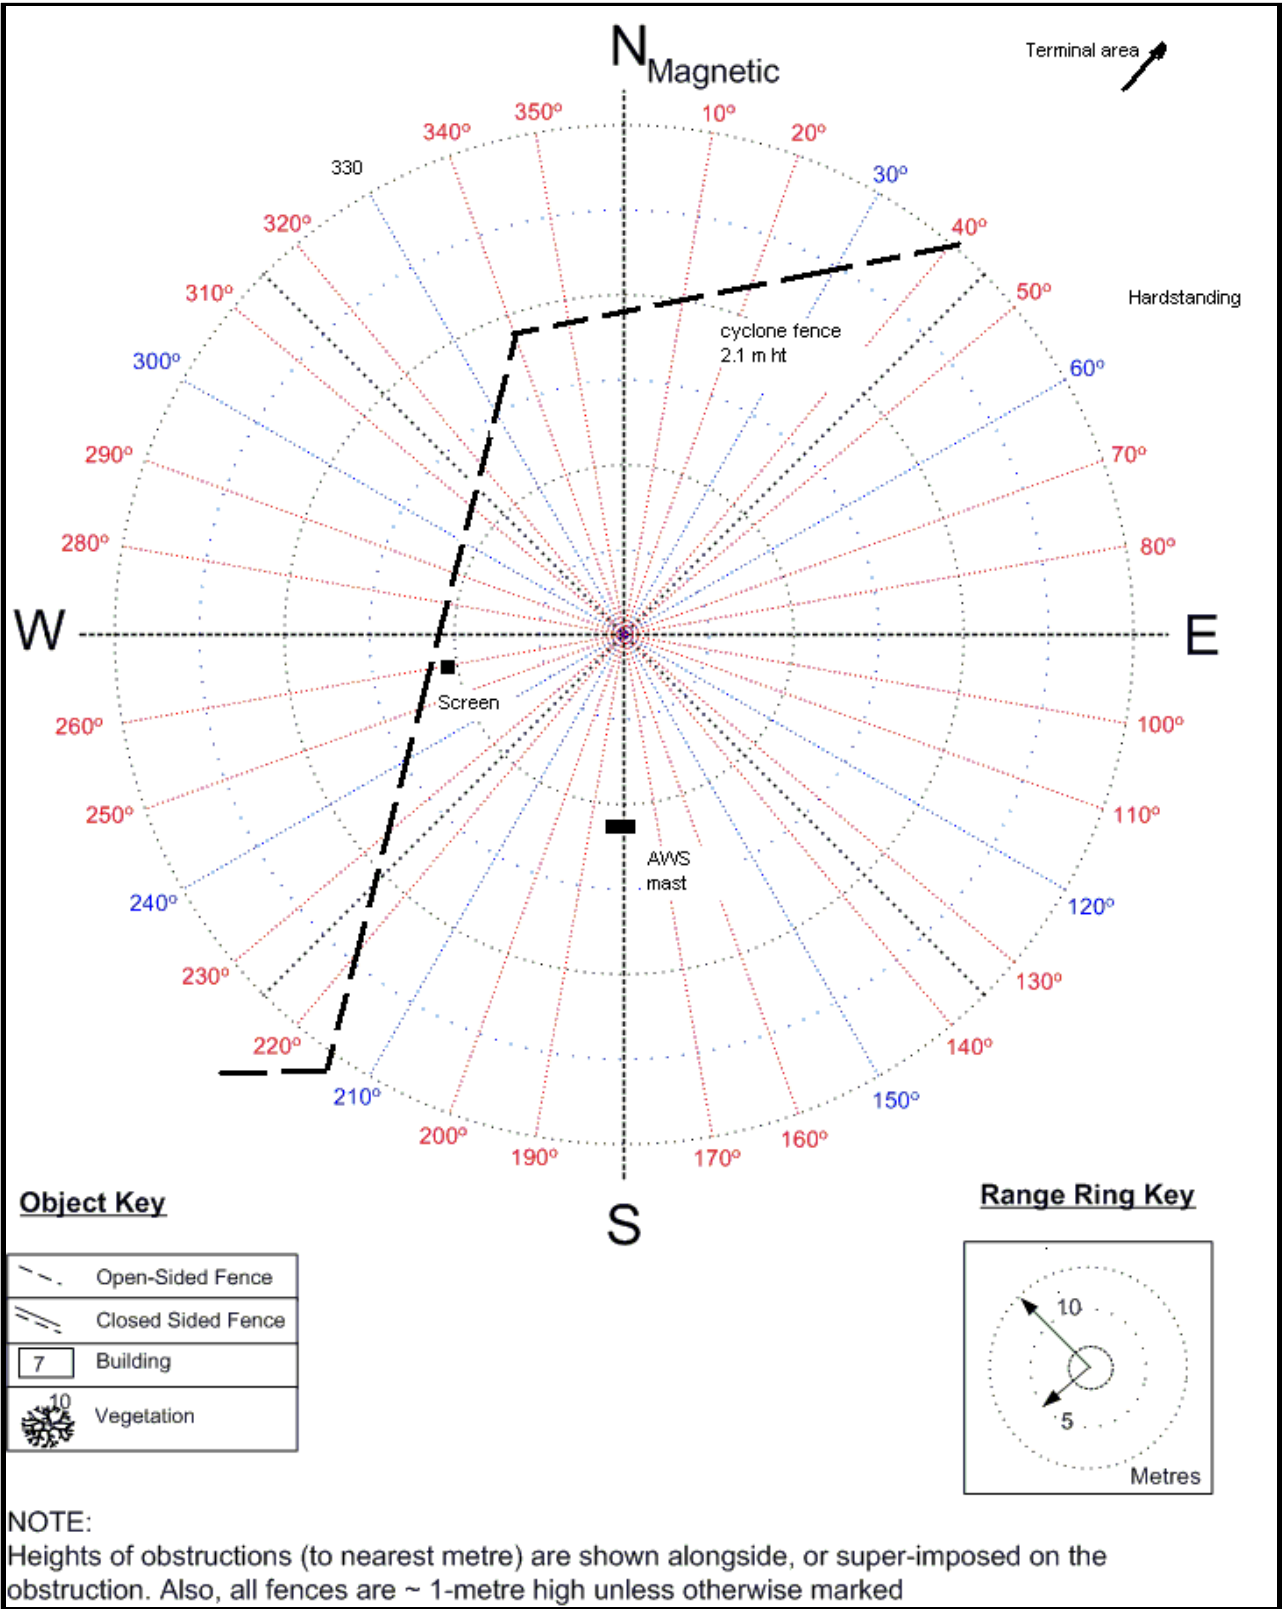 N Magnetic
Terminal area
350º
10º
340º
20º
330
30º
320º
40º
310º
50º
Hardstanding
cyclone fence
2.1 m ht
300º
60º
290º
70º
280º
80º
W
E
Screen
260º
100º
250º
110º
AWS
mast
240º
120º
230º
130º
220º
140º
210º
150º
200º
160º
190º
170º
S
Object Key
Open-Sided Fence
Closed Sided Fence
7 Building
10 Vegetation
Range Ring Key
10
5
Metres
NOTE:
Heights of obstructions (to nearest metre) are shown alongside, or super-imposed on the
obstruction. Also, all fences are ~ 1-metre high unless otherwise marked